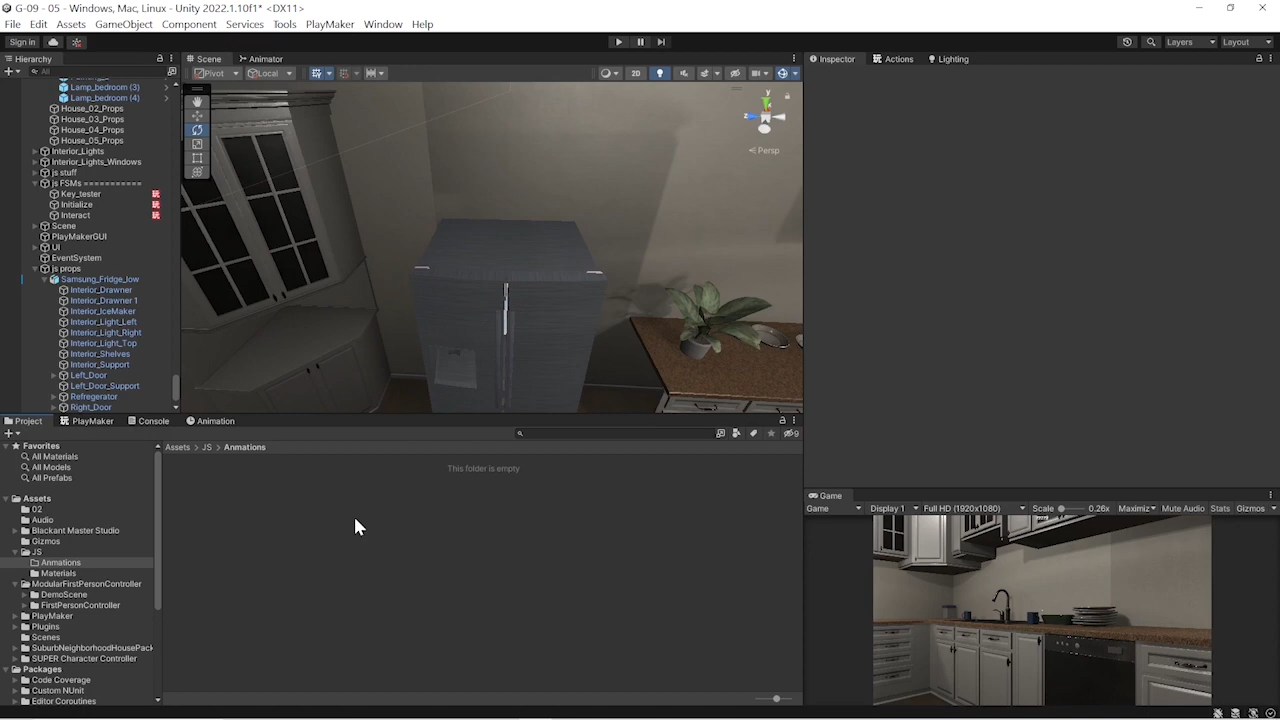 G-09 - 05 - Windows, Mac, Linux - Unity 2022.1.10f1* <DX11>
File Edit Assets GameObject Component Services Tools PlayMaker Window Help
Sign in
Layers
Layout
Hierarchy
All
Lamp_bedroom (3)
Lamp_bedroom (4)
House_02_Props
House_03_Props
House_04_Props
House_05_Props
Interior_Lights
Interior_Lights_Windows
js stuff
js FSMs ===========
Key_tester
Initialize
Interact
Scene
PlayMakerGUI
UI
EventSystem
js props
Samsung_Fridge_low
Interior_Drawner
Interior_Drawner 1
Interior_IceMaker
Interior_Light_Left
Interior_Light_Right
Interior_Light_Top
Interior_Shelves
Interior_Support
Left_Door
Left_Door_Support
Refregerator
Right_Door
Scene Animator
Pivot Local
2D
y
z
Persp
Inspector Actions Lighting
Project PlayMaker Console Animation
9
Favorites
All Materials
All Models
All Prefabs
Assets
02
Audio
Blackant Master Studio
Gizmos
JS
Anmations
Materials
ModularFirstPersonController
DemoScene
FirstPersonController
PlayMaker
Plugins
Scenes
SuburbNeighborhoodHousePack
SUPER Character Controller
Packages
Code Coverage
Custom NUnit
Editor Coroutines
Assets > JS > Anmations
This folder is empty
Game
Game Display 1 Full HD (1920x1080) Scale 0.26x Maximiz Mute Audio Stats Gizmos